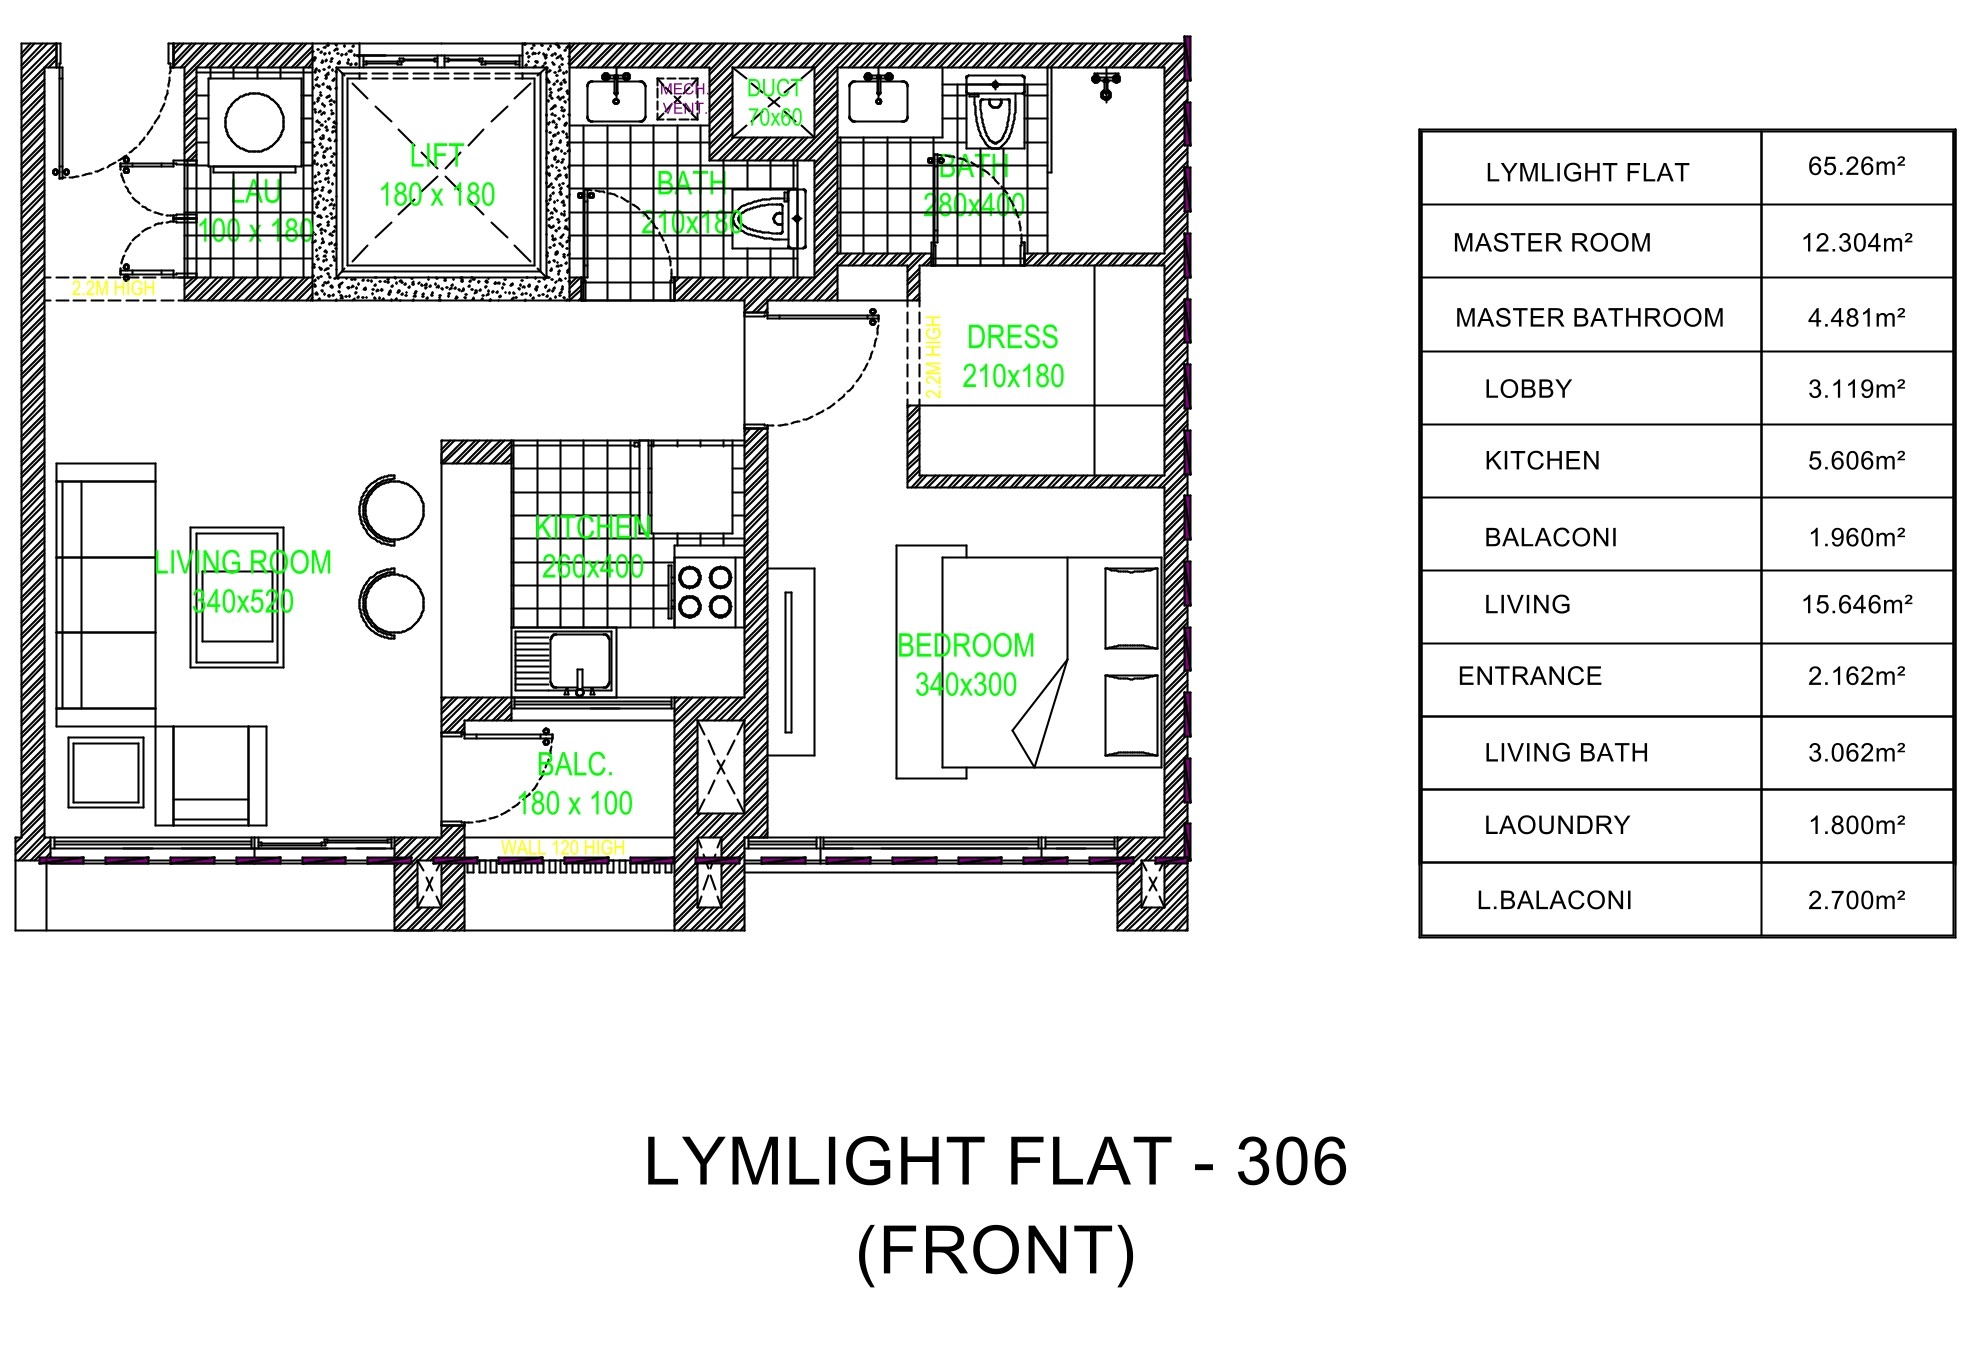 MECH.
VENT.
DUCT
70x60
LIFT
180 x 180
LAU
100 x 180
BATH
210x180
BATH
280x400
2.2M HIGH
DRESS
210x180
2.2M HIGH
KITCHEN
260x400
LIVING ROOM
340x520
BEDROOM
340x300
BALC.
180 x 100
WALL 120 HIGH
LYMLIGHT FLAT 65.26m²
MASTER ROOM 12.304m²
MASTER BATHROOM 4.481m²
LOBBY 3.119m²
KITCHEN 5.606m²
BALACONI 1.960m²
LIVING 15.646m²
ENTRANCE 2.162m²
LIVING BATH 3.062m²
LAOUNDRY 1.800m²
L.BALACONI 2.700m²
LYMLIGHT FLAT - 306
(FRONT)